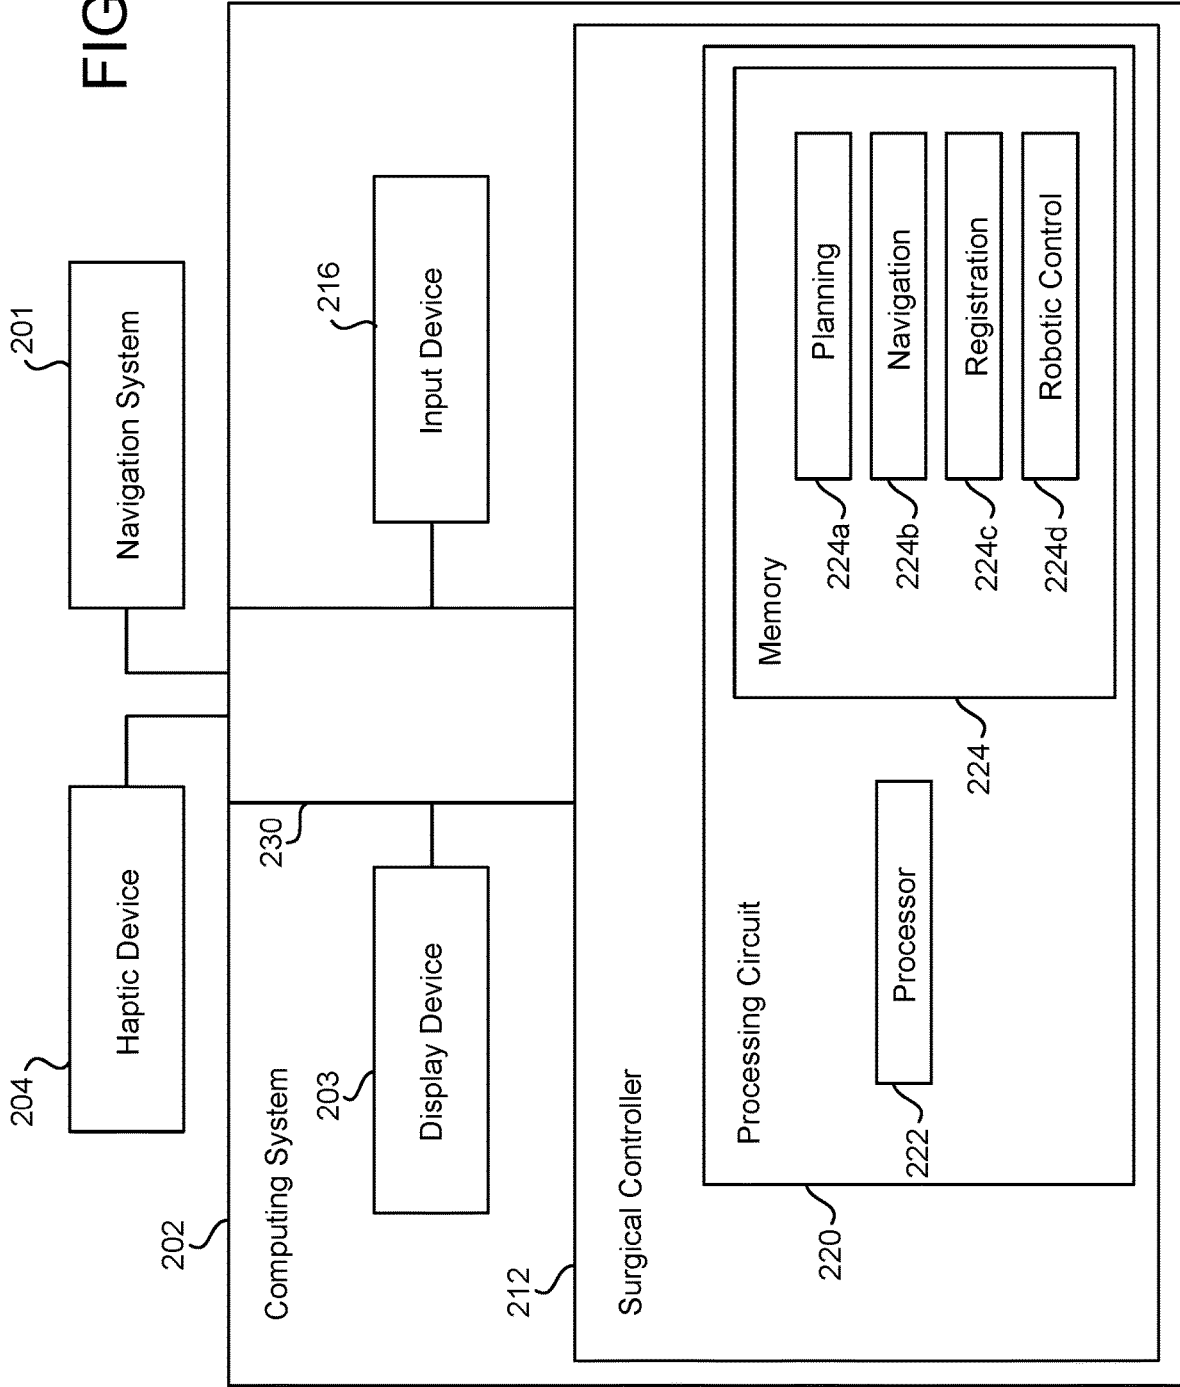 FIG
204
Haptic Device
201
Navigation System
202
Computing System
230
203
Display Device
216
Input Device
212
Surgical Controller
220
Processing Circuit
222
Processor
224
Memory
224a
Planning
224b
Navigation
224c
Registration
224d
Robotic Control